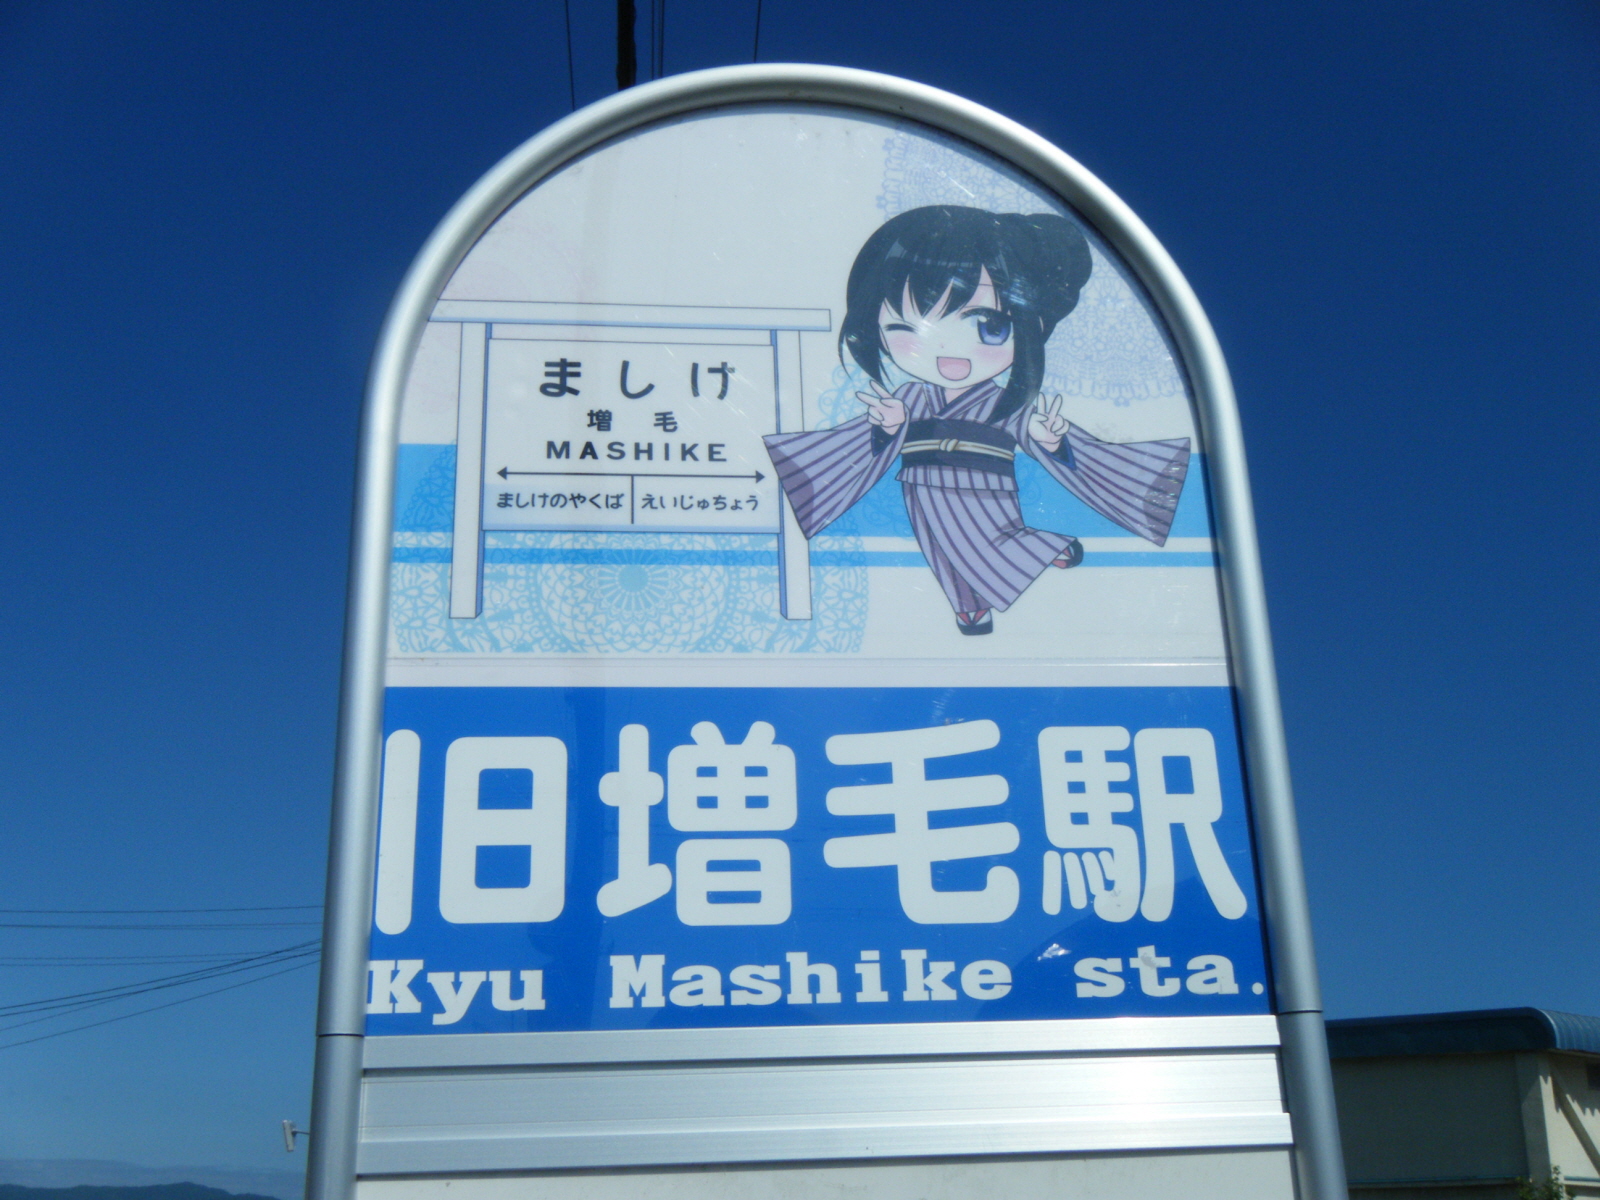 ましけ
増毛
MASHIKE
ましけのやくば えいじゅちょう
旧増毛駅
Kyu Mashike sta.